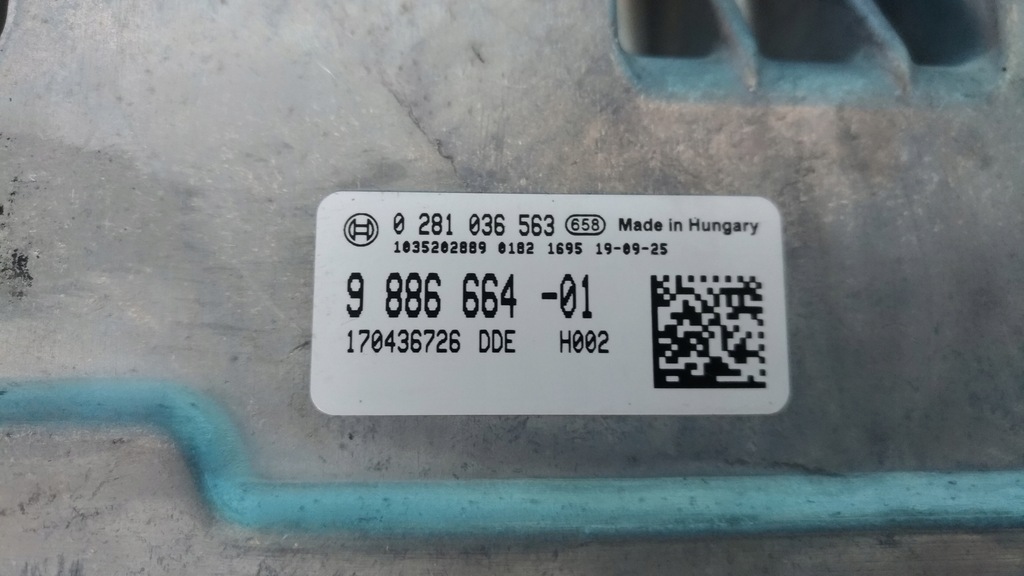 0 281 036 563 658 Made in Hungary
1035202889 0182 1695 19-09-25
9 886 664 -01
170436726 DDE H002